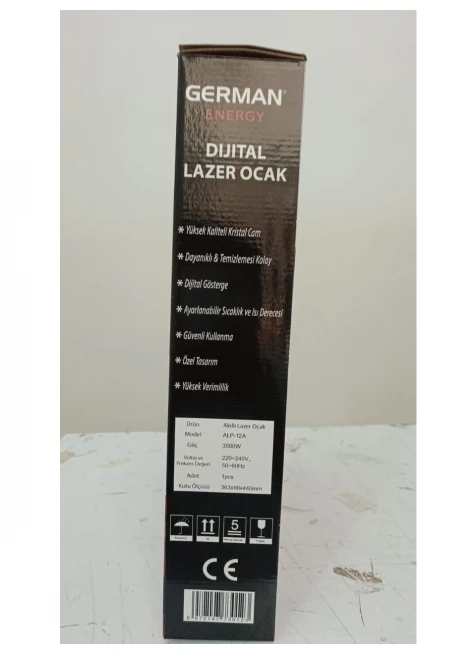 GERMAN®
ENERGY
DIJITAL
LAZER OCAK
* Yüksek Kaliteli Kristal Cam
* Dayanıklı & Temizlemesi Kolay
* Dijital Gösterge
* Ayarlanabilir Sıcaklık ve Isı Derecesi
* Güvenli Kullanma
* Özel Tasarım
* Yüksek Verimlilik
Ürün Akıllı Lazer Ocak
Model ALP-12A
Güç 3500W
Voltaj ve Frekans Değeri 220~240V, 50~60Hz
Adet 1pcs
Kutu Ölçüsü 363x90x440mm
5
CE